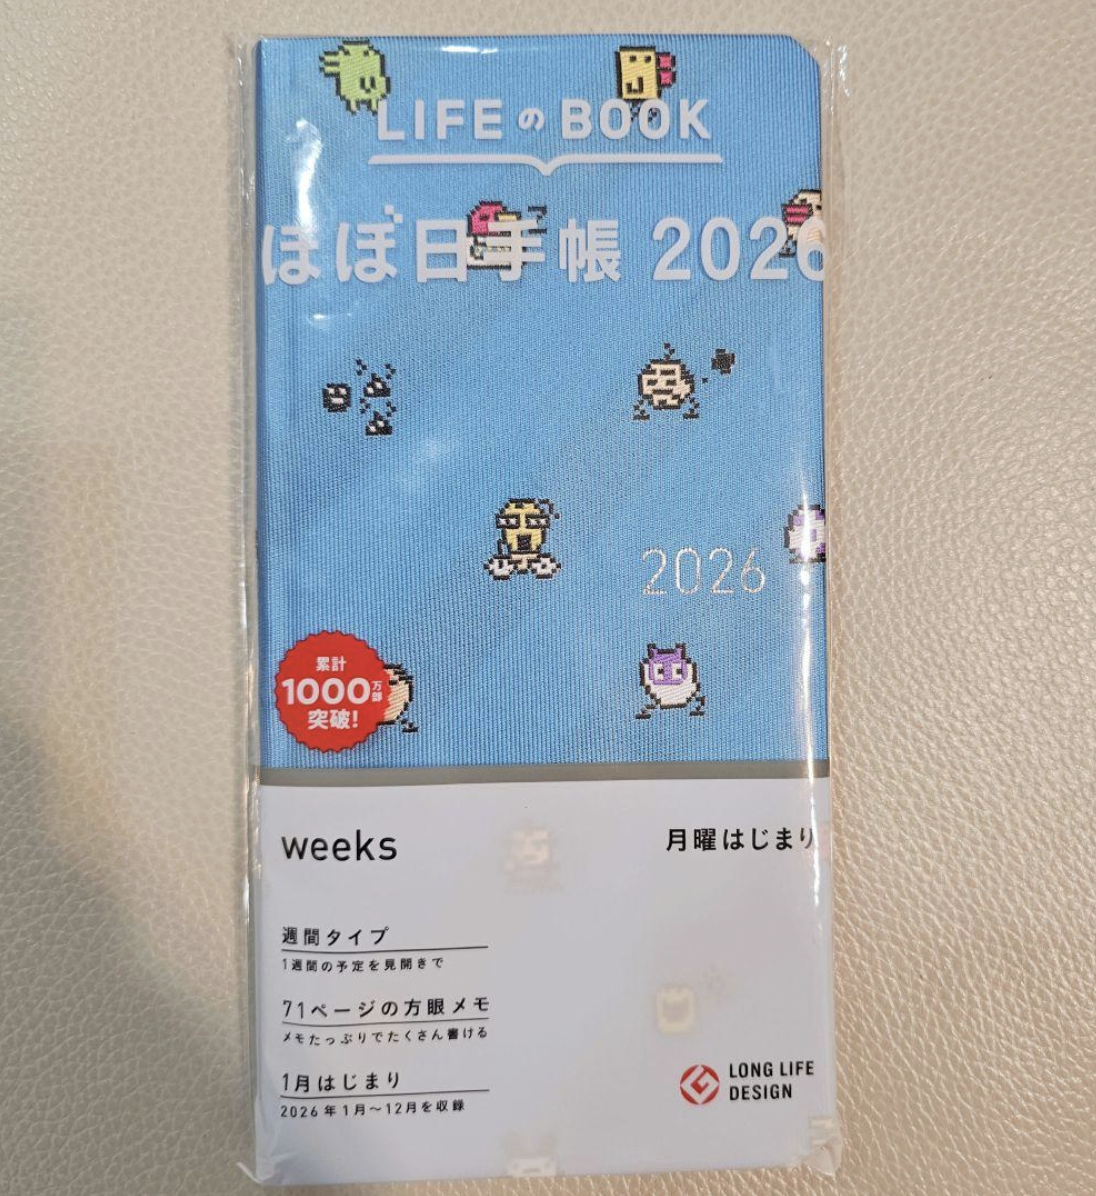 LIFEのBOOK
ほぼ日手帳 2026
2026
累計
1000万部
突破!
weeks
月曜はじまり
週間タイプ
1週間の予定を見開きで
71ページの方眼メモ
メモたっぷりでたくさん書ける
1月はじまり
2026年1月〜12月を収録
LONG LIFE
DESIGN